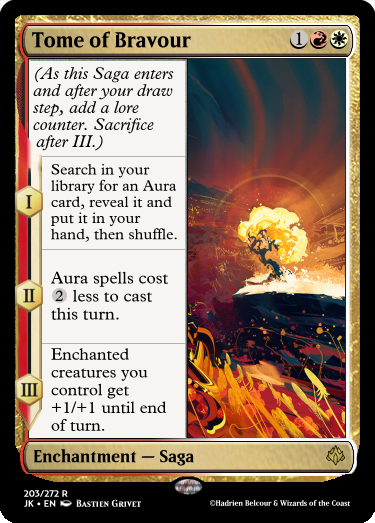 Tome of Bravour 1
(As this Saga enters
and after your draw
step, add a lore
counter. Sacrifice
after III.)
I
Search in your
library for an Aura
card, reveal it and
put it in your
hand, then shuffle.
II
Aura spells cost
2 less to cast
this turn.
III
Enchanted
creatures you
control get
+1/+1 until end
of turn.
Enchantment — Saga
203/272 R
JK • EN Bastien Grivet
©Hadrien Belcour & Wizards of the Coast